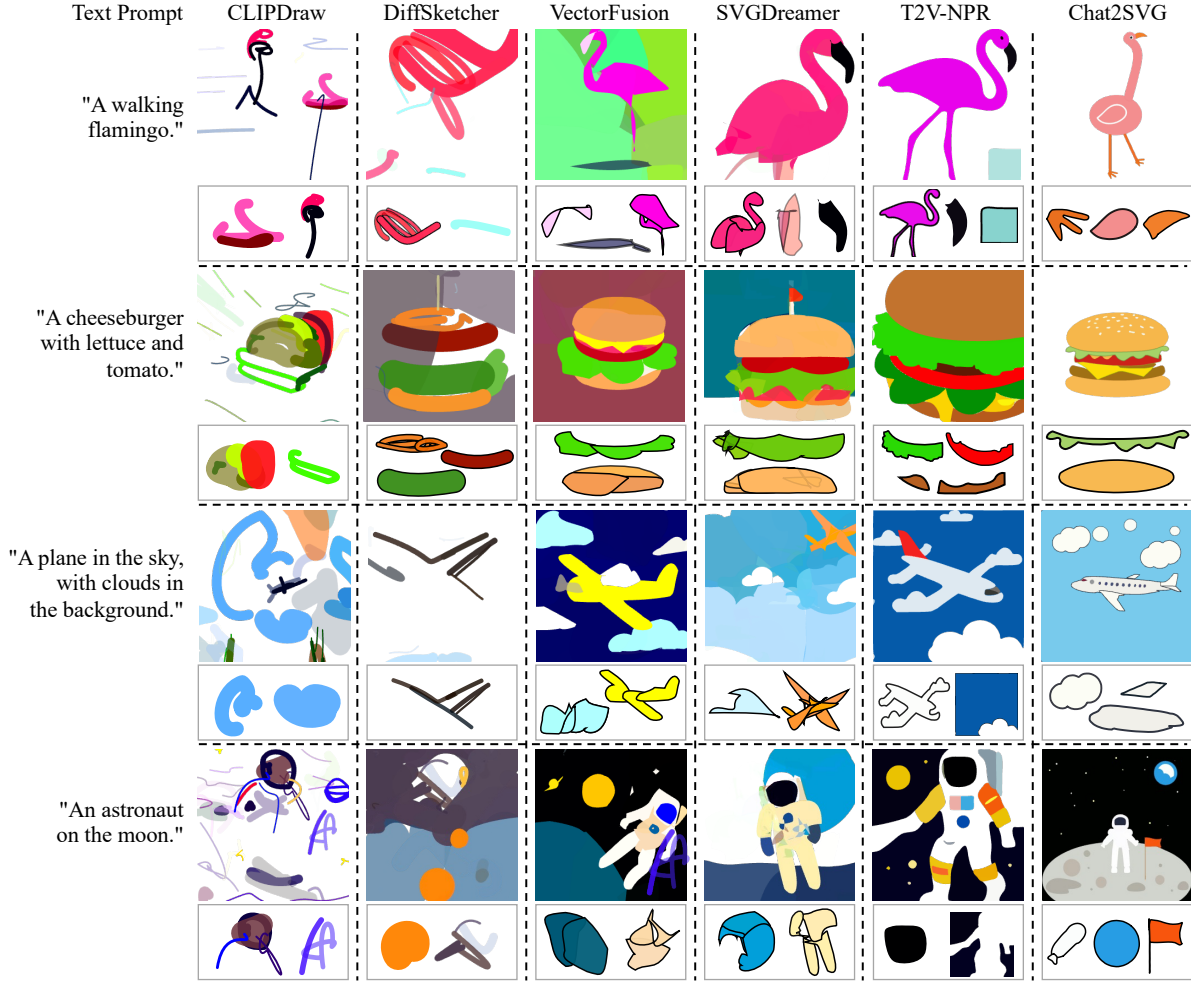 Text Prompt CLIPDraw DiffSketcher VectorFusion SVGDreamer T2V-NPR Chat2SVG
"A walking
flamingo."
"A cheeseburger
with lettuce and
tomato."
"A plane in the sky,
with clouds in
the background."
"An astronaut
on the moon."